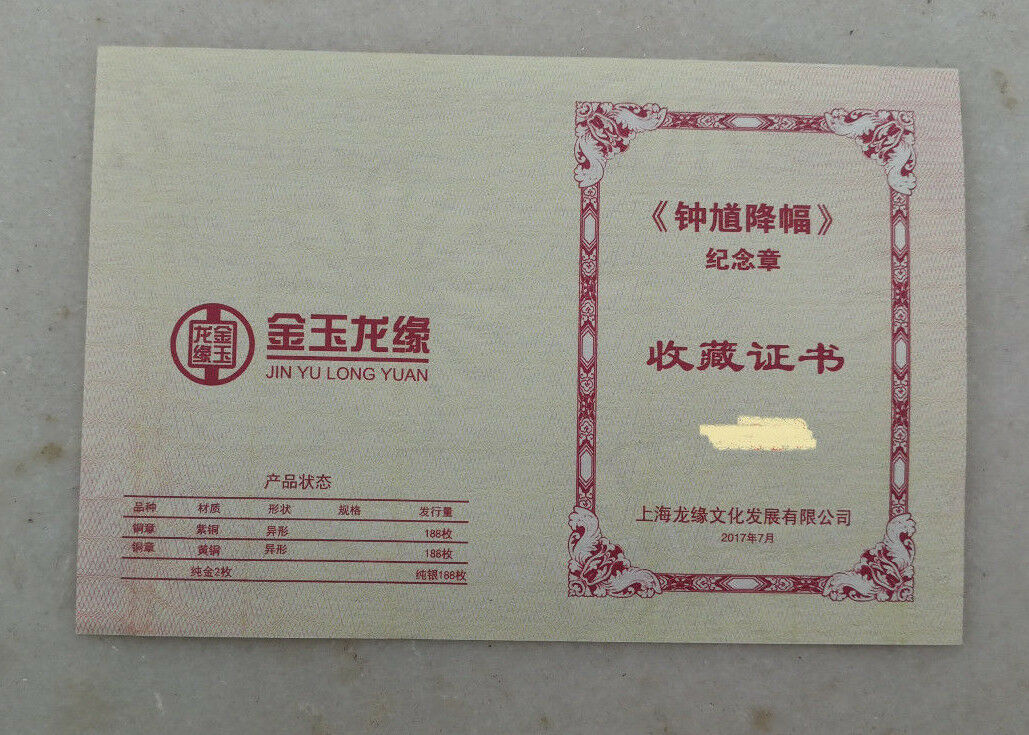 《钟馗降幅》
纪念章
收藏证书
上海龙缘文化发展有限公司
2017年7月
龙缘金玉
金玉龙缘
JIN YU LONG YUAN
产品状态
品种 材质 形状 规格 发行量
铜章 紫铜 异形 188枚
铜章 黄铜 异形 188枚
纯金2枚 纯银188枚